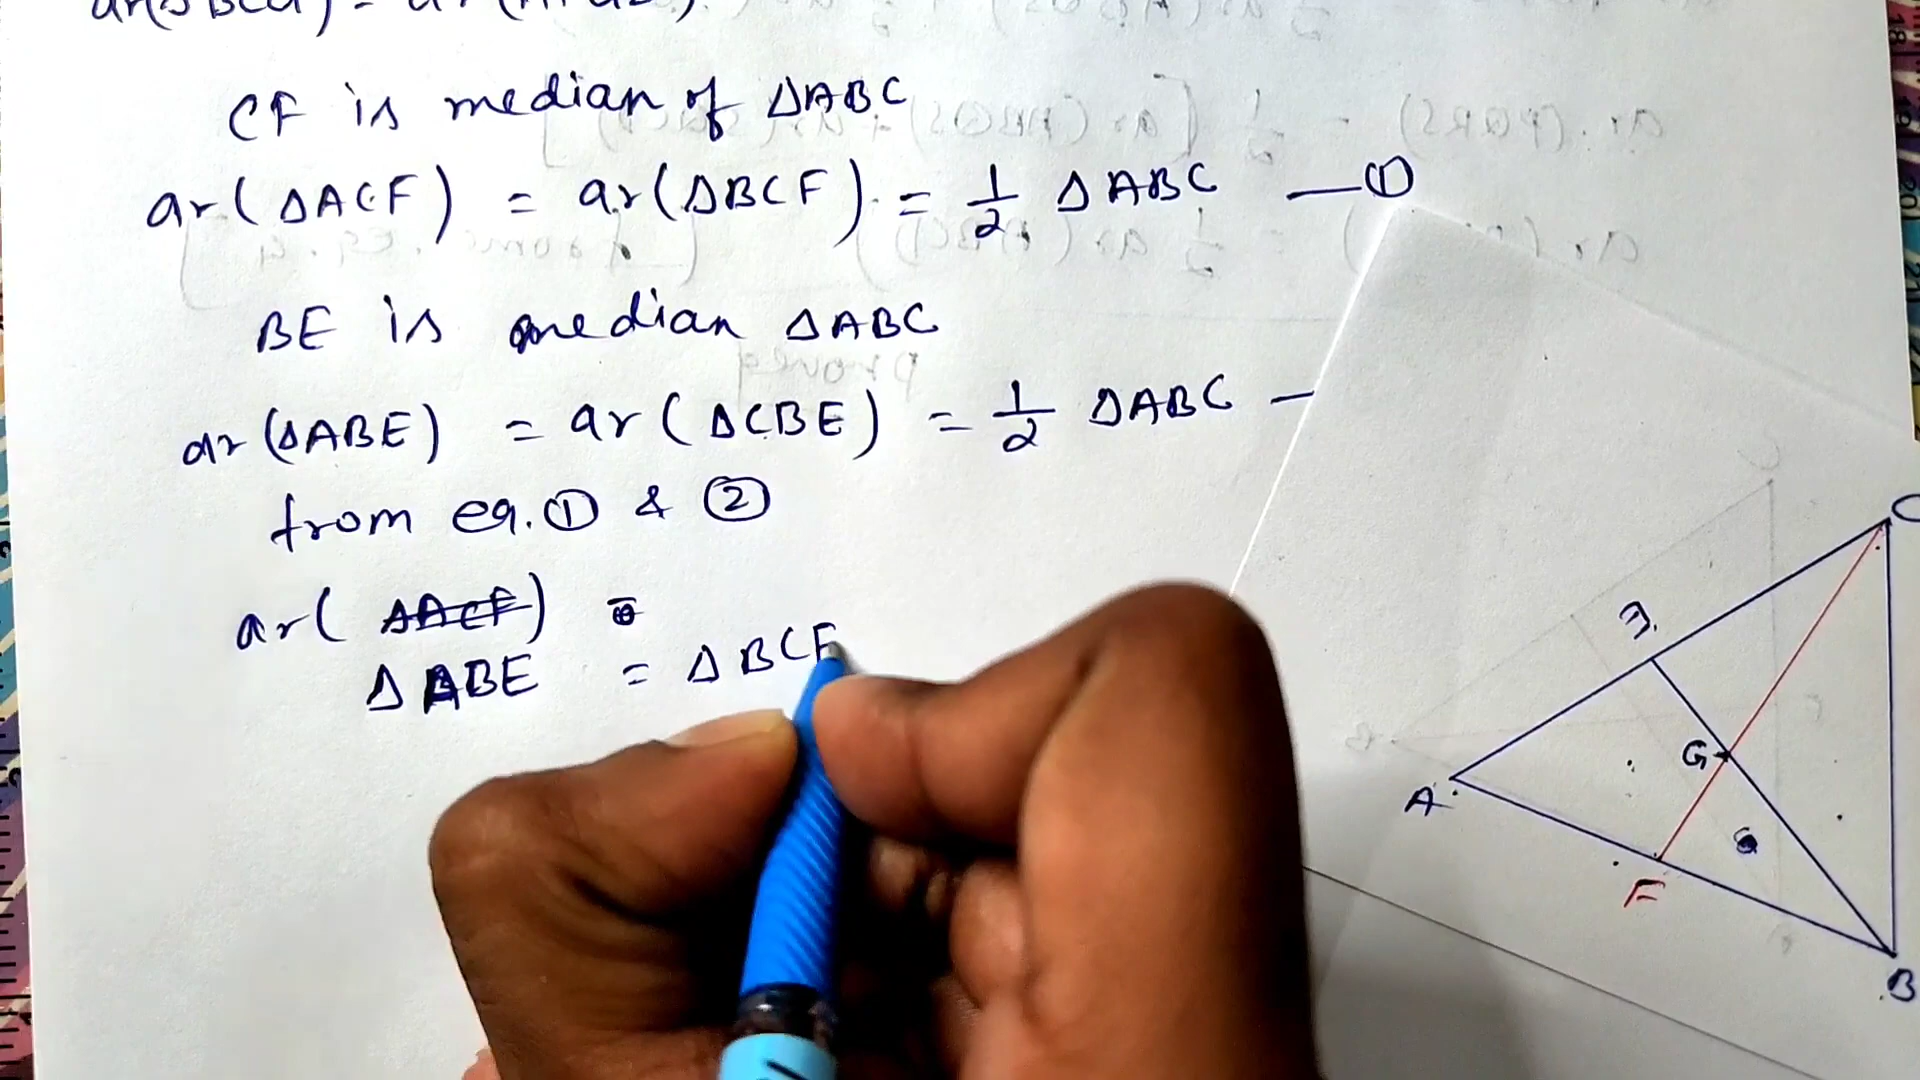 CF is median of ΔABC
ar(ΔACF) = ar(ΔBCF) = 1/2 ΔABC —①
BE is median ΔABC
ar(ΔABE) = ar(ΔCBE) = 1/2 ΔABC —
from eq. ① & ②
ar( ΔACF) =
ΔABE = ΔBCF
C
E
G
A
F
B